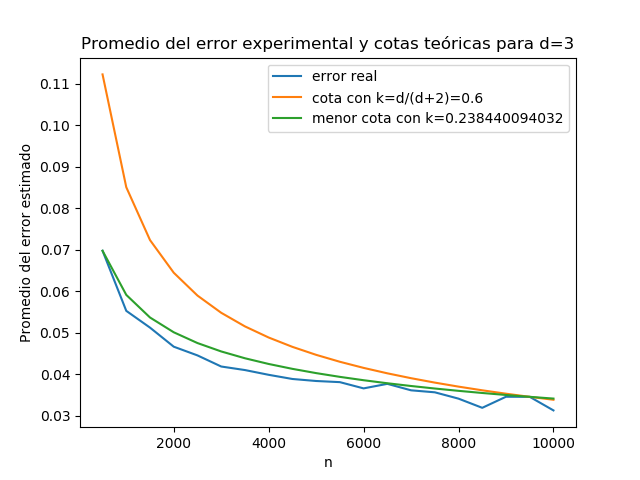 Promedio del error experimental y cotas teóricas para d=3
error real
cota con k=d/(d+2)=0.6
menor cota con k=0.238440094032
Promedio del error estimado
0.11
0.10
0.09
0.08
0.07
0.06
0.05
0.04
0.03
2000
4000
6000
8000
10000
n